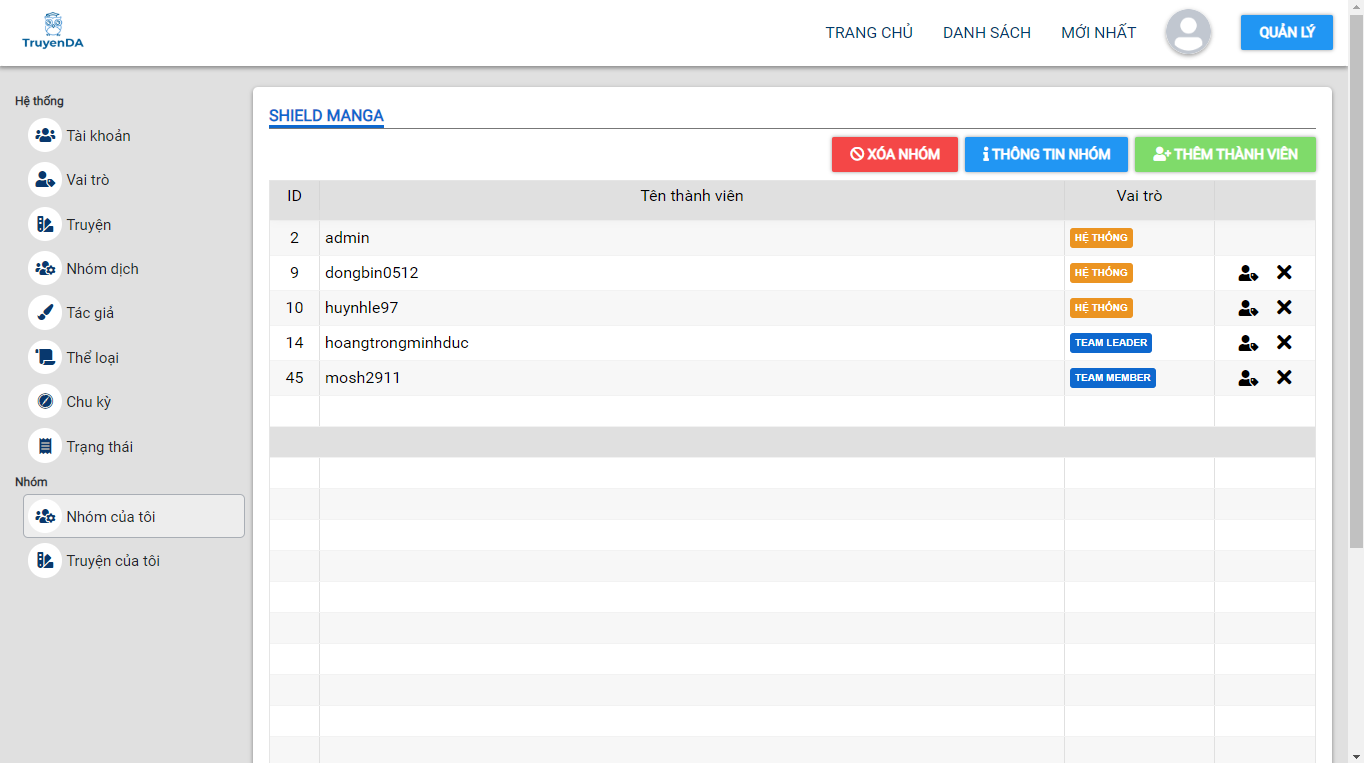 TruyenDA
TRANG CHỦ DANH SÁCH MỚI NHẤT QUẢN LÝ
Hệ thống
Tài khoản
Vai trò
Truyện
Nhóm dịch
Tác giả
Thể loại
Chu kỳ
Trạng thái
Nhóm
Nhóm của tôi
Truyện của tôi
SHIELD MANGA
XÓA NHÓM THÔNG TIN NHÓM THÊM THÀNH VIÊN
ID Tên thành viên Vai trò
2 admin HỆ THỐNG
9 dongbin0512 HỆ THỐNG
10 huynhle97 HỆ THỐNG
14 hoangtrongminhduc TEAM LEADER
45 mosh2911 TEAM MEMBER